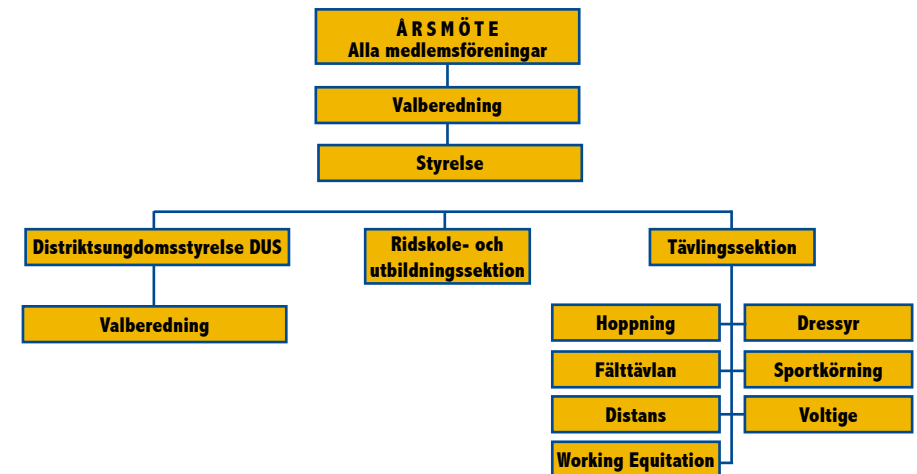 ÅRSMÖTE
Alla medlemsföreningar
Valberedning
Styrelse
Distriktsungdomsstyrelse DUS
Ridskole- och
utbildningssektion
Tävlingssektion
Valberedning
Hoppning
Dressyr
Fälttävlan
Sportkörning
Distans
Voltige
Working Equitation